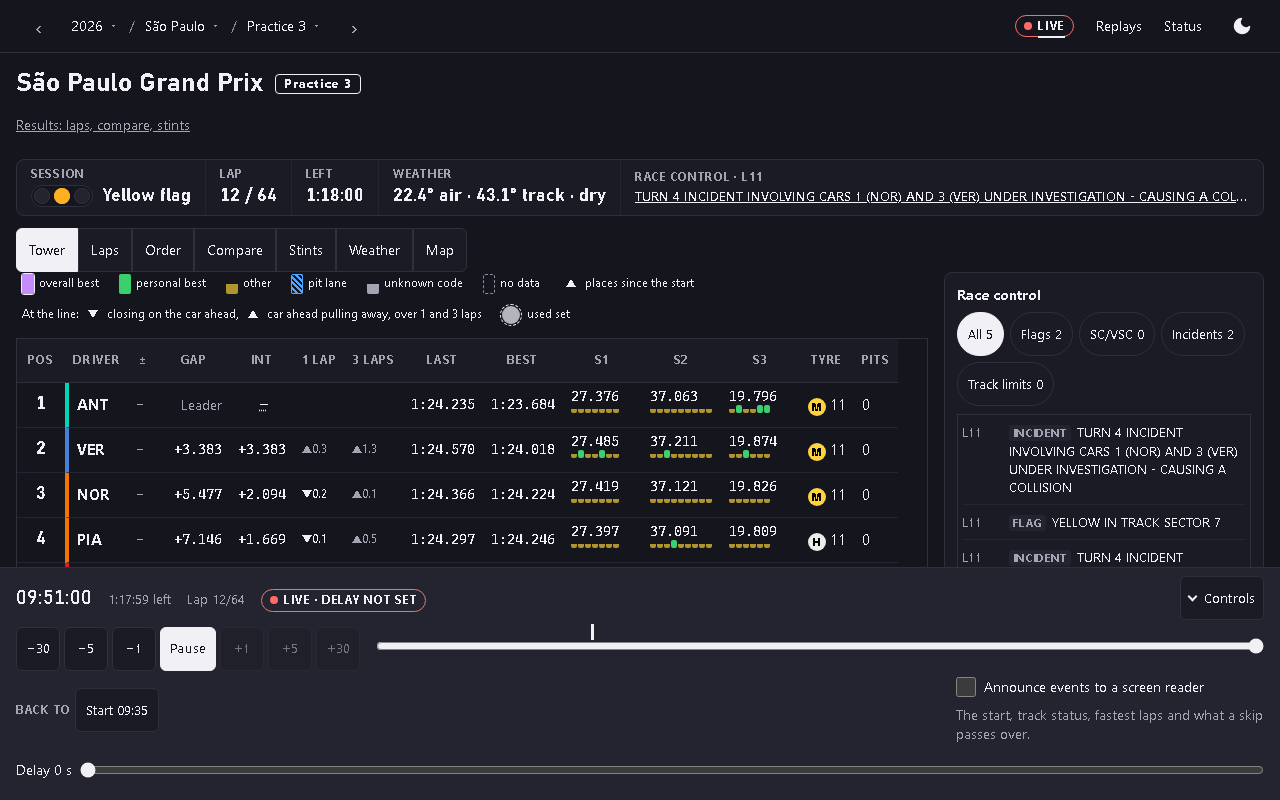 ‹ 2026 / São Paulo / Practice 3 ›
LIVE Replays Status
São Paulo Grand Prix Practice 3
Results: laps, compare, stints
SESSION LAP LEFT WEATHER RACE CONTROL · L11
Yellow flag 12 / 64 1:18:00 22.4° air · 43.1° track · dry TURN 4 INCIDENT INVOLVING CARS 1 (NOR) AND 3 (VER) UNDER INVESTIGATION - CAUSING A COL...
Tower Laps Order Compare Stints Weather Map
overall best personal best other pit lane unknown code no data ▲ places since the start
At the line: ▼ closing on the car ahead, ▲ car ahead pulling away, over 1 and 3 laps used set
POS DRIVER ± GAP INT 1 LAP 3 LAPS LAST BEST S1 S2 S3 TYRE PITS
1 ANT – Leader – 1:24.235 1:23.684 27.376 37.063 19.796 M 11 0
2 VER – +3.383 +3.383 ▲0.3 ▲1.3 1:24.570 1:24.018 27.485 37.211 19.874 M 11 0
3 NOR – +5.477 +2.094 ▼0.2 ▲0.1 1:24.366 1:24.224 27.419 37.121 19.826 M 11 0
4 PIA – +7.146 +1.669 ▼0.1 ▲0.5 1:24.297 1:24.246 27.397 37.091 19.809 H 11 0
Race control
All 5 Flags 2 SC/VSC 0 Incidents 2
Track limits 0
L11 INCIDENT TURN 4 INCIDENT
INVOLVING CARS 1 (NOR) AND 3 (VER)
UNDER INVESTIGATION - CAUSING A
COLLISION
L11 FLAG YELLOW IN TRACK SECTOR 7
L11 INCIDENT TURN 4 INCIDENT
09:51:00 1:17:59 left Lap 12/64 LIVE · DELAY NOT SET Controls
−30 −5 −1 Pause +1 +5 +30
BACK TO Start 09:35
Announce events to a screen reader
The start, track status, fastest laps and what a skip
passes over.
Delay 0 s